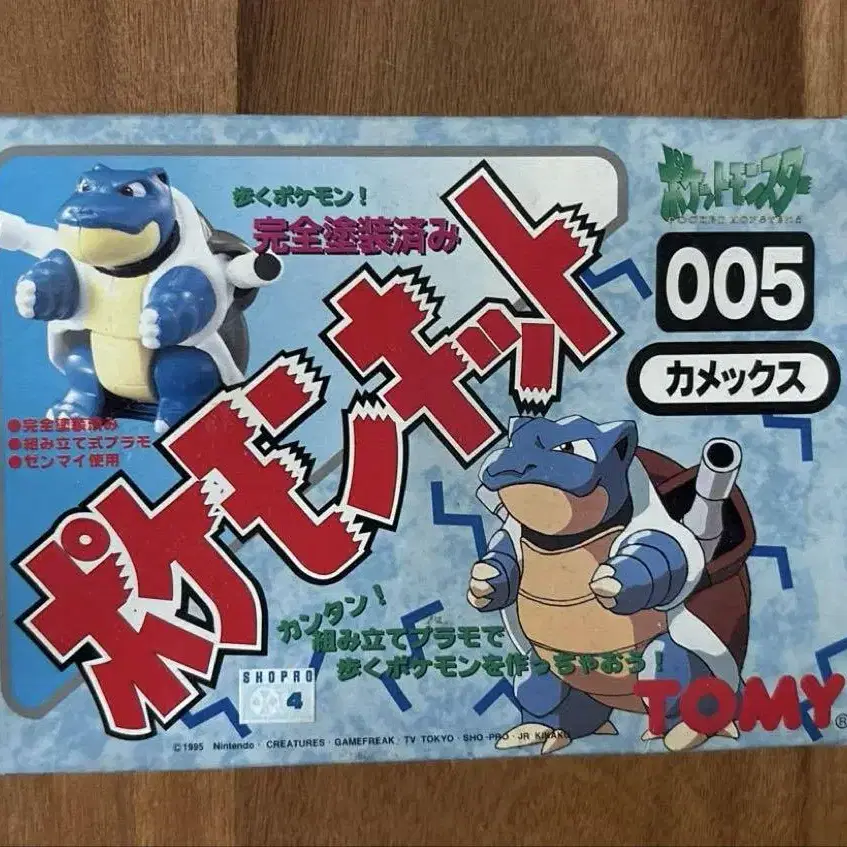 歩くポケモン！
完全塗装済み
ポケットモンスター
POCKET MONSTERS
005
カメックス
●完全塗装済み
●組み立て式プラモ
●ゼンマイ使用
ポケモンキット
カンタン！
組み立てプラモで
歩くポケモンを作っちゃおう！
SHOPRO
4
TOMY®
©1995 Nintendo · CREATURES · GAMEFREAK · TV TOKYO · SHO-PRO · JR KIKAKU